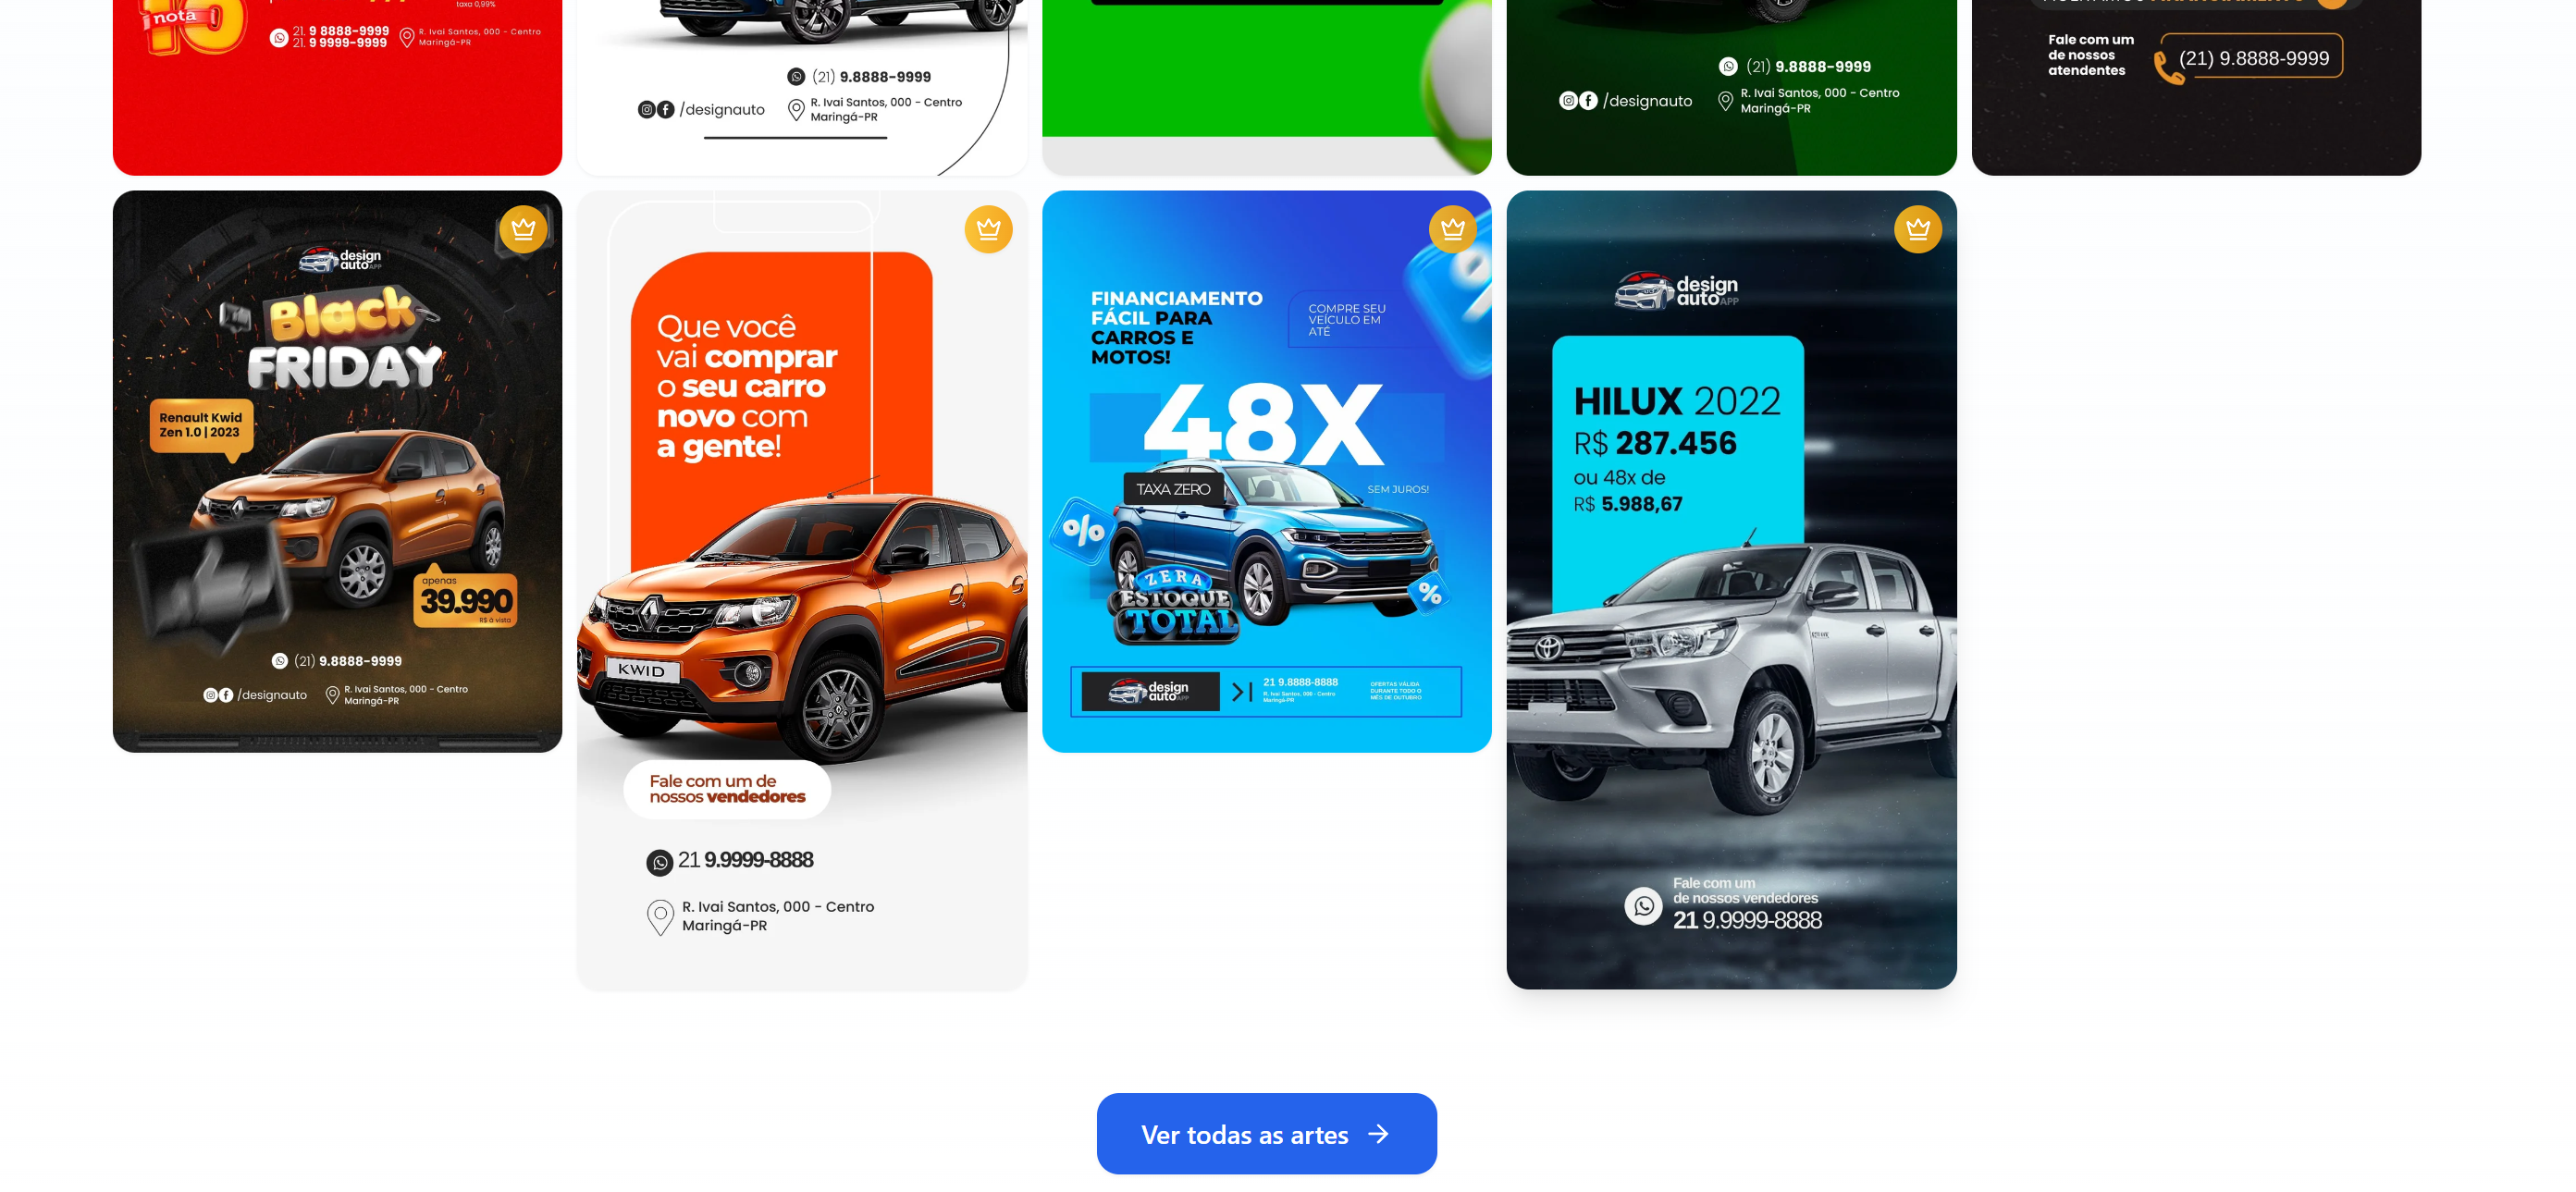 nota
taxa 0,99%
21. 9 8888-9999
21. 9 9999-9999
R. Ivai Santos, 000 - Centro
Maringá-PR
(21) 9.8888-9999
/designauto
R. Ivai Santos, 000 - Centro
Maringá-PR
(21) 9.8888-9999
/designauto
R. Ivai Santos, 000 - Centro
Maringá-PR
Fale com um
de nossos
atendentes
(21) 9.8888-9999
design
autoAPP
Black
FRIDAY
Renault Kwid
Zen 1.0 | 2023
apenas
39.990
R$ à vista
(21) 9.8888-9999
/designauto
R. Ivai Santos, 000 - Centro
Maringá-PR
Que você
vai comprar
o seu carro
novo com
a gente!
KWID
Fale com um de
nossos vendedores
21 9.9999-8888
R. Ivai Santos, 000 - Centro
Maringá-PR
%
FINANCIAMENTO
FÁCIL PARA
CARROS E
MOTOS!
COMPRE SEU
VEÍCULO EM
ATÉ
48X
TAXA ZERO
SEM JUROS!
%
%
ZERA
ESTOQUE
TOTAL
design
autoAPP
21 9.8888-8888
R. Ivai Santos, 000 - Centro
Maringá-PR
OFERTAS VÁLIDA
DURANTE TODO O
MÊS DE OUTUBRO
design
autoAPP
HILUX 2022
R$ 287.456
ou 48x de
R$ 5.988,67
Fale com um
de nossos vendedores
21 9.9999-8888
Ver todas as artes